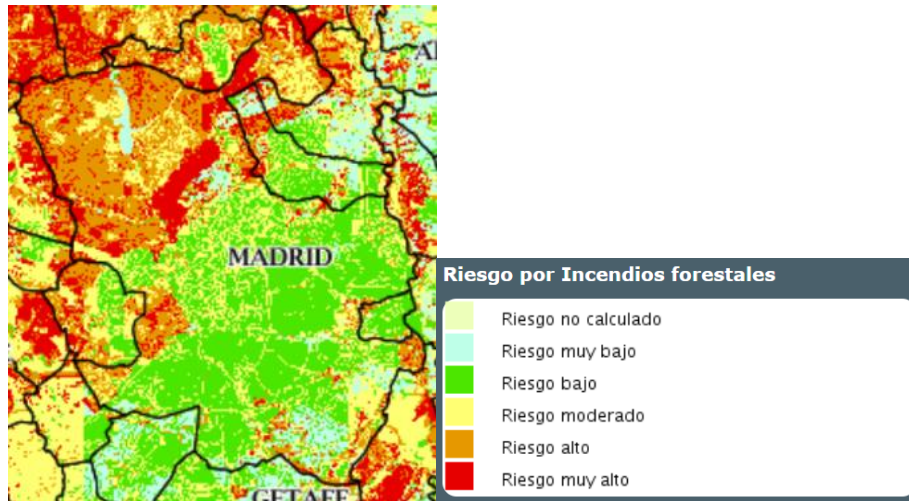 MADRID
GETAFE
Riesgo por Incendios forestales
Riesgo no calculado
Riesgo muy bajo
Riesgo bajo
Riesgo moderado
Riesgo alto
Riesgo muy alto